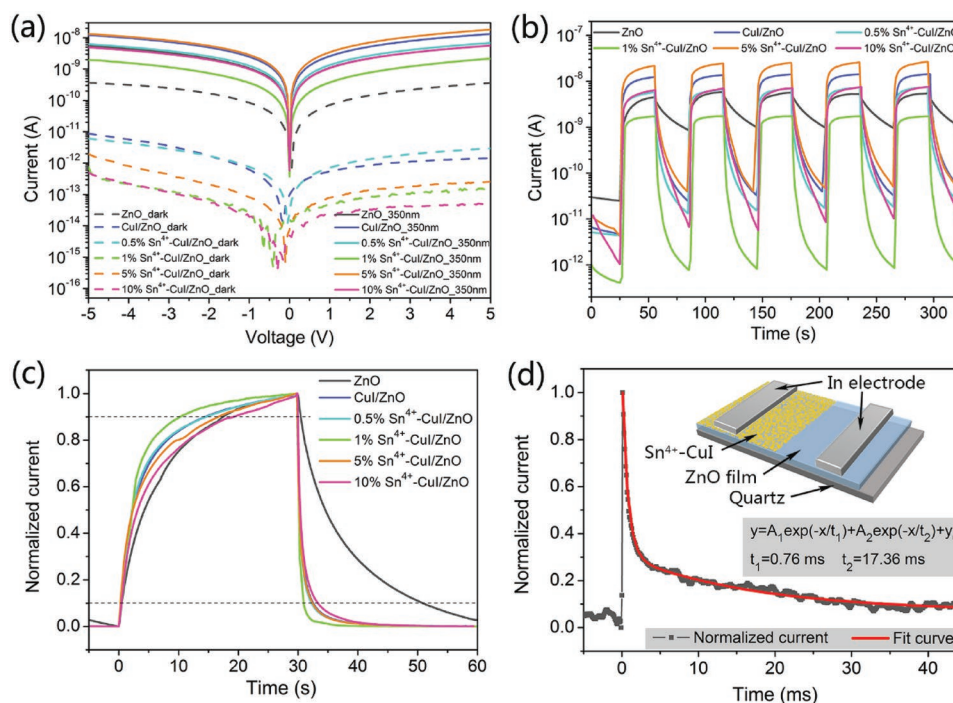 (a)
Current (A)
10⁻⁸
10⁻⁹
10⁻¹⁰
10⁻¹¹
10⁻¹²
10⁻¹³
10⁻¹⁴
10⁻¹⁵
10⁻¹⁶
ZnO_dark
CuI/ZnO_dark
0.5% Sn⁴⁺-CuI/ZnO_dark
1% Sn⁴⁺-CuI/ZnO_dark
5% Sn⁴⁺-CuI/ZnO_dark
10% Sn⁴⁺-CuI/ZnO_dark
ZnO_350nm
CuI/ZnO_350nm
0.5% Sn⁴⁺-CuI/ZnO_350nm
1% Sn⁴⁺-CuI/ZnO_350nm
5% Sn⁴⁺-CuI/ZnO_350nm
10% Sn⁴⁺-CuI/ZnO_350nm
-5 -4 -3 -2 -1 0 1 2 3 4 5
Voltage (V)
(b)
ZnO CuI/ZnO 0.5% Sn⁴⁺-CuI/ZnO
1% Sn⁴⁺-CuI/ZnO 5% Sn⁴⁺-CuI/ZnO 10% Sn⁴⁺-CuI/ZnO
Current (A)
10⁻⁷
10⁻⁸
10⁻⁹
10⁻¹⁰
10⁻¹¹
10⁻¹²
0 50 100 150 200 250 300
Time (s)
(c)
Normalized current
1.0
0.8
0.6
0.4
0.2
0.0
ZnO
CuI/ZnO
0.5% Sn⁴⁺-CuI/ZnO
1% Sn⁴⁺-CuI/ZnO
5% Sn⁴⁺-CuI/ZnO
10% Sn⁴⁺-CuI/ZnO
0 10 20 30 40 50 60
Time (s)
(d)
Normalized current
1.0
0.8
0.6
0.4
0.2
0.0
In electrode
Sn⁴⁺-CuI
ZnO film
Quartz
y=A₁exp(-x/t₁)+A₂exp(-x/t₂)+y
t₁=0.76 ms t₂=17.36 ms
Normalized current Fit curve
0 10 20 30 40
Time (ms)